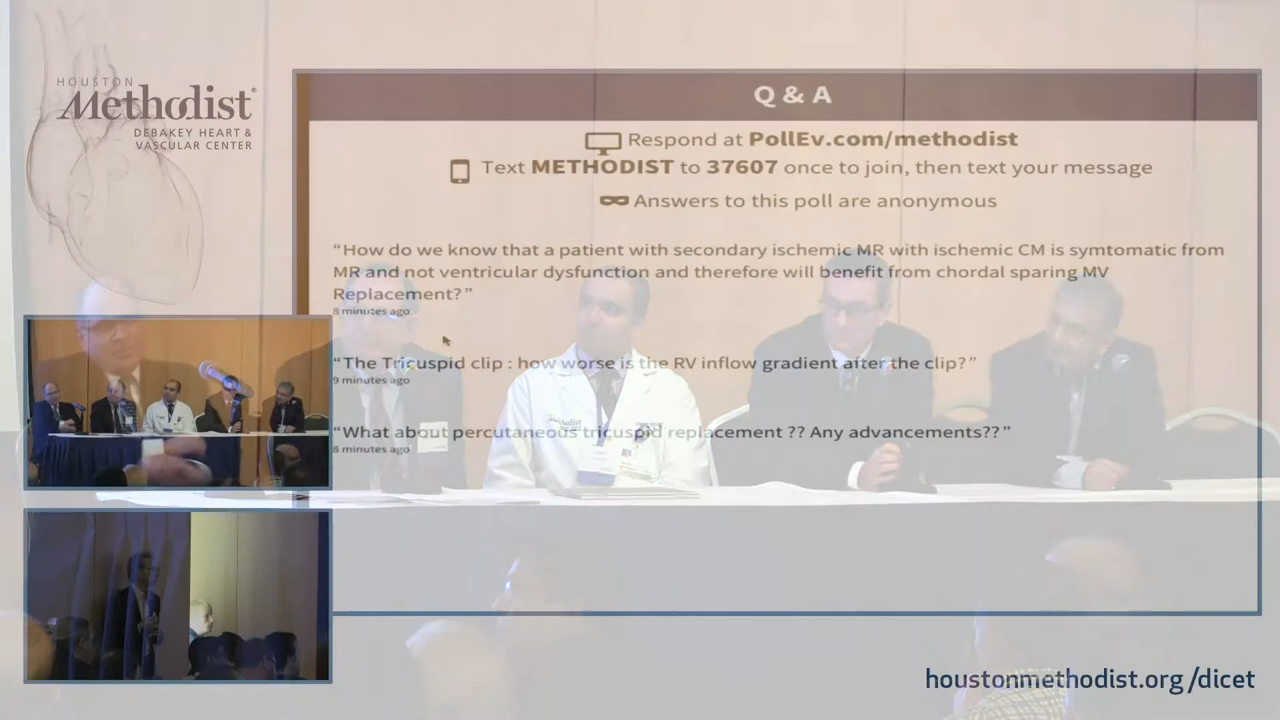 HOUSTON
Methodist®
DEBAKEY HEART &
VASCULAR CENTER
Q & A
Respond at PollEv.com/methodist
Text METHODIST to 37607 once to join, then text your message
Answers to this poll are anonymous
“How do we know that a patient with secondary ischemic MR with ischemic CM is symtomatic from
MR and not ventricular dysfunction and therefore will benefit from chordal sparing MV
Replacement?”
8 minutes ago
“The Tricuspid clip : how worse is the RV inflow gradient after the clip?”
9 minutes ago
“What about percutaneous tricuspid replacement ?? Any advancements??”
8 minutes ago
Methodist
houstonmethodist.org/dicet